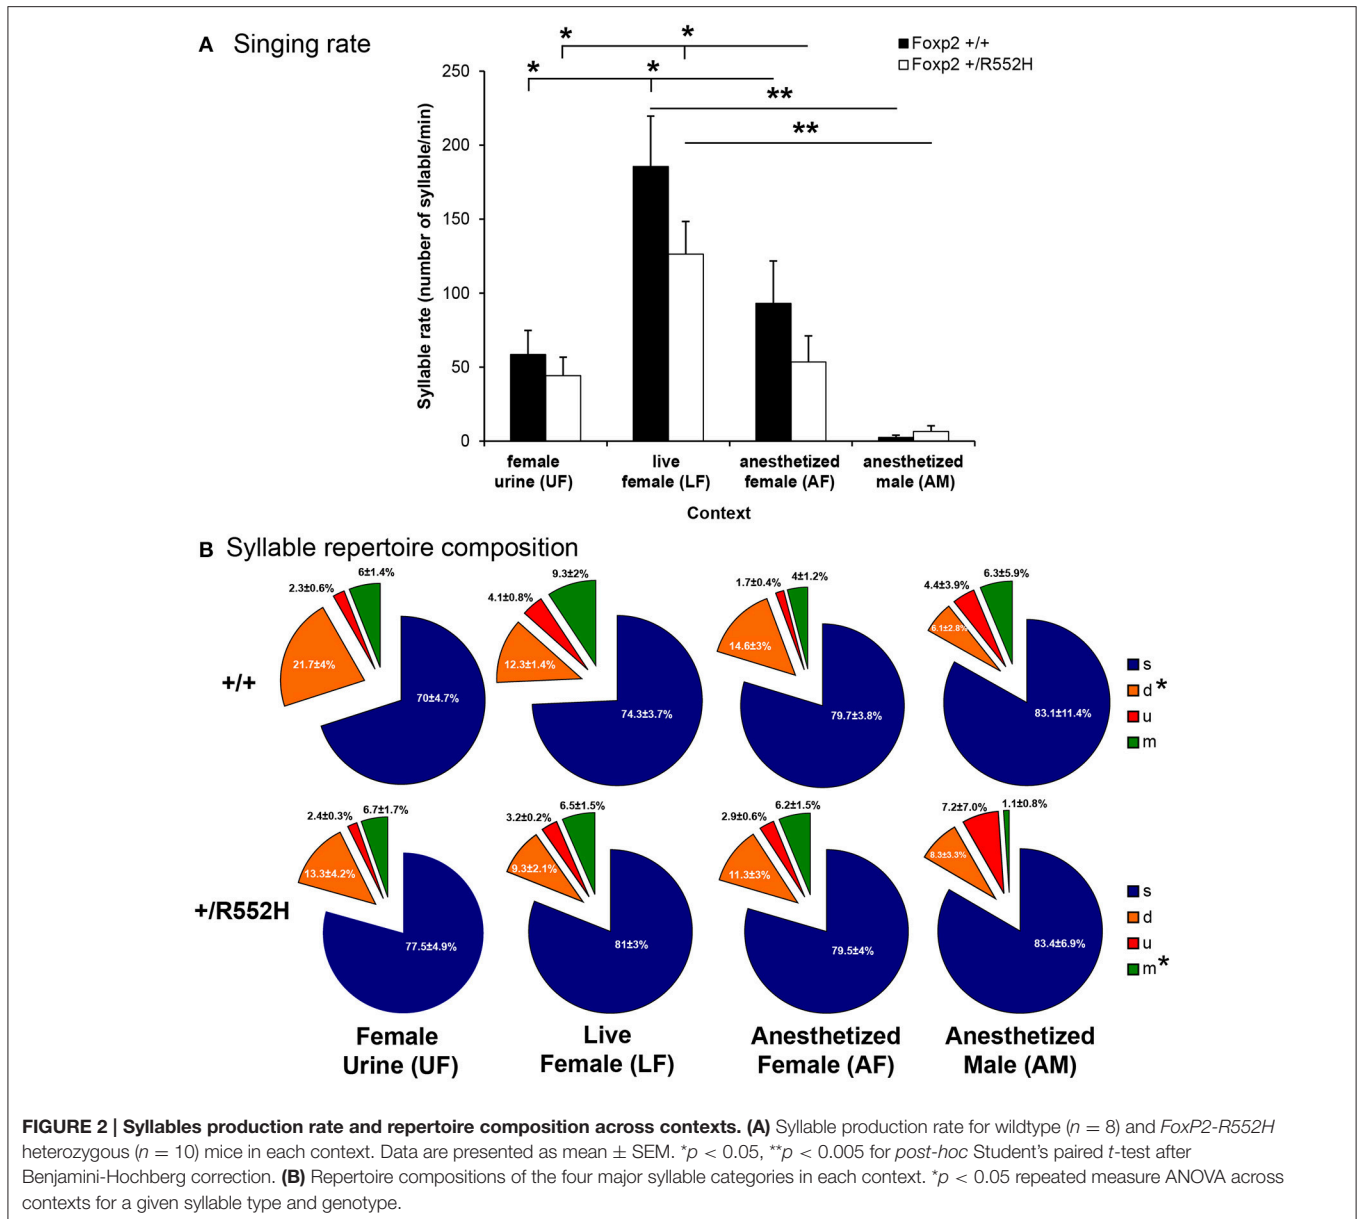 A Singing rate
Foxp2 +/+
Foxp2 +/R552H
* *
* *
**
**
250
200
150
100
50
0
Syllable rate (number of syllable/min)
female urine (UF)
live female (LF)
anesthetized female (AF)
anesthetized male (AM)
Context
B Syllable repertoire composition
+/+
2.3±0.6%
6±1.4%
21.7±4%
70±4.7%
4.1±0.8%
9.3±2%
12.3±1.4%
74.3±3.7%
1.7±0.4%
4±1.2%
14.6±3%
79.7±3.8%
4.4±3.9%
6.3±5.9%
6.1±2.8%
83.1±11.4%
s
d*
u
m
+/R552H
2.4±0.3%
6.7±1.7%
13.3±4.2%
77.5±4.9%
3.2±0.2%
6.5±1.5%
9.3±2.1%
81±3%
2.9±0.6%
6.2±1.5%
11.3±3%
79.5±4%
7.2±7.0%
1.1±0.8%
8.3±3.3%
83.4±6.9%
s
d
u
m*
Female Urine (UF)
Live Female (LF)
Anesthetized Female (AF)
Anesthetized Male (AM)
FIGURE 2 | Syllables production rate and repertoire composition across contexts. (A) Syllable production rate for wildtype (n = 8) and FoxP2-R552H
heterozygous (n = 10) mice in each context. Data are presented as mean ± SEM. *p < 0.05, **p < 0.005 for post-hoc Student's paired t-test after
Benjamini-Hochberg correction. (B) Repertoire compositions of the four major syllable categories in each context. *p < 0.05 repeated measure ANOVA across
contexts for a given syllable type and genotype.